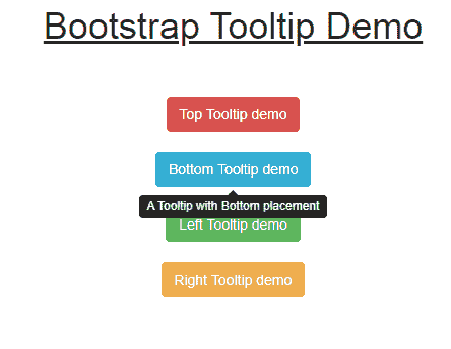 Bootstrap Tooltip Demo
Top Tooltip demo
Bottom Tooltip demo
A Tooltip with Bottom placement
Left Tooltip demo
Right Tooltip demo